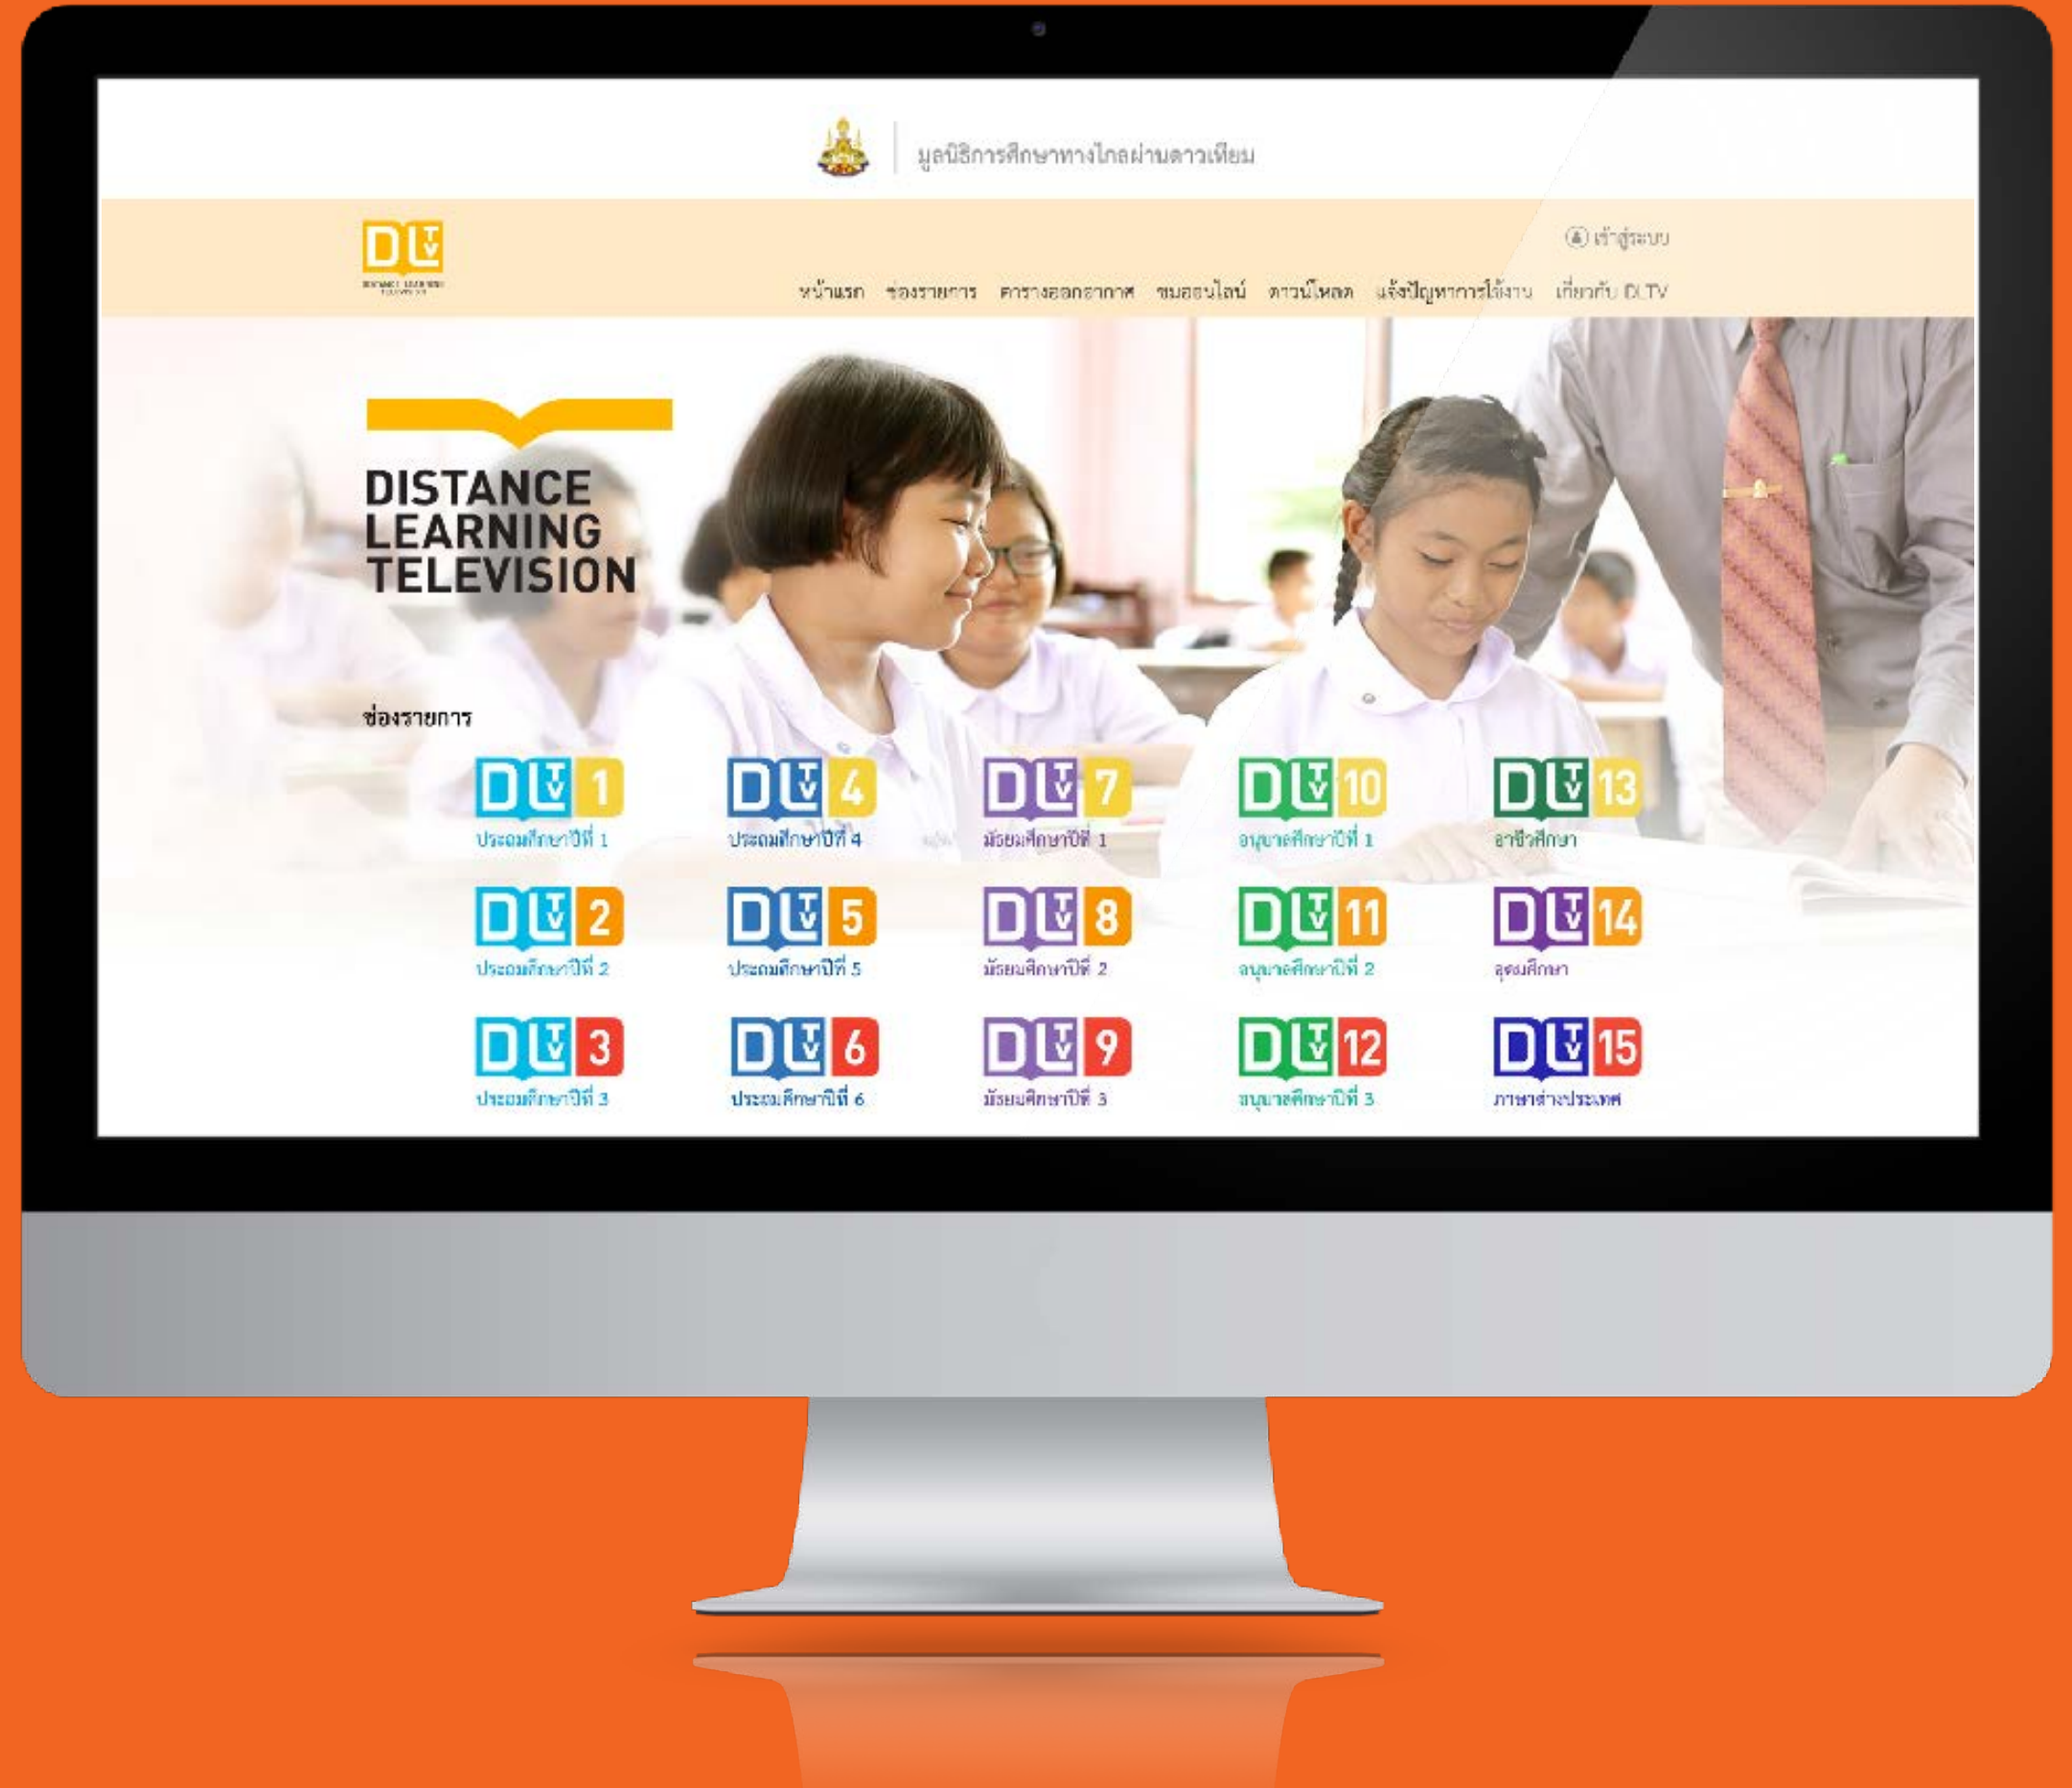 มูลนิธิการศึกษาทางไกลผ่านดาวเทียม
DLTV
DISTANCE LEARNING
TELEVISION
เข้าสู่ระบบ
หน้าแรก ช่องรายการ ตารางออกอากาศ ชมออนไลน์ ดาวน์โหลด แจ้งปัญหาการใช้งาน เกี่ยวกับ DLTV
DISTANCE
LEARNING
TELEVISION
ช่องรายการ
DLTV 1 DLTV 4 DLTV 7 DLTV 10 DLTV 13
ประถมศึกษาปีที่ 1 ประถมศึกษาปีที่ 4 มัธยมศึกษาปีที่ 1 อนุบาลศึกษาปีที่ 1 อาชีวศึกษา
DLTV 2 DLTV 5 DLTV 8 DLTV 11 DLTV 14
ประถมศึกษาปีที่ 2 ประถมศึกษาปีที่ 5 มัธยมศึกษาปีที่ 2 อนุบาลศึกษาปีที่ 2 อุดมศึกษา
DLTV 3 DLTV 6 DLTV 9 DLTV 12 DLTV 15
ประถมศึกษาปีที่ 3 ประถมศึกษาปีที่ 6 มัธยมศึกษาปีที่ 3 อนุบาลศึกษาปีที่ 3 ภาษาต่างประเทศ